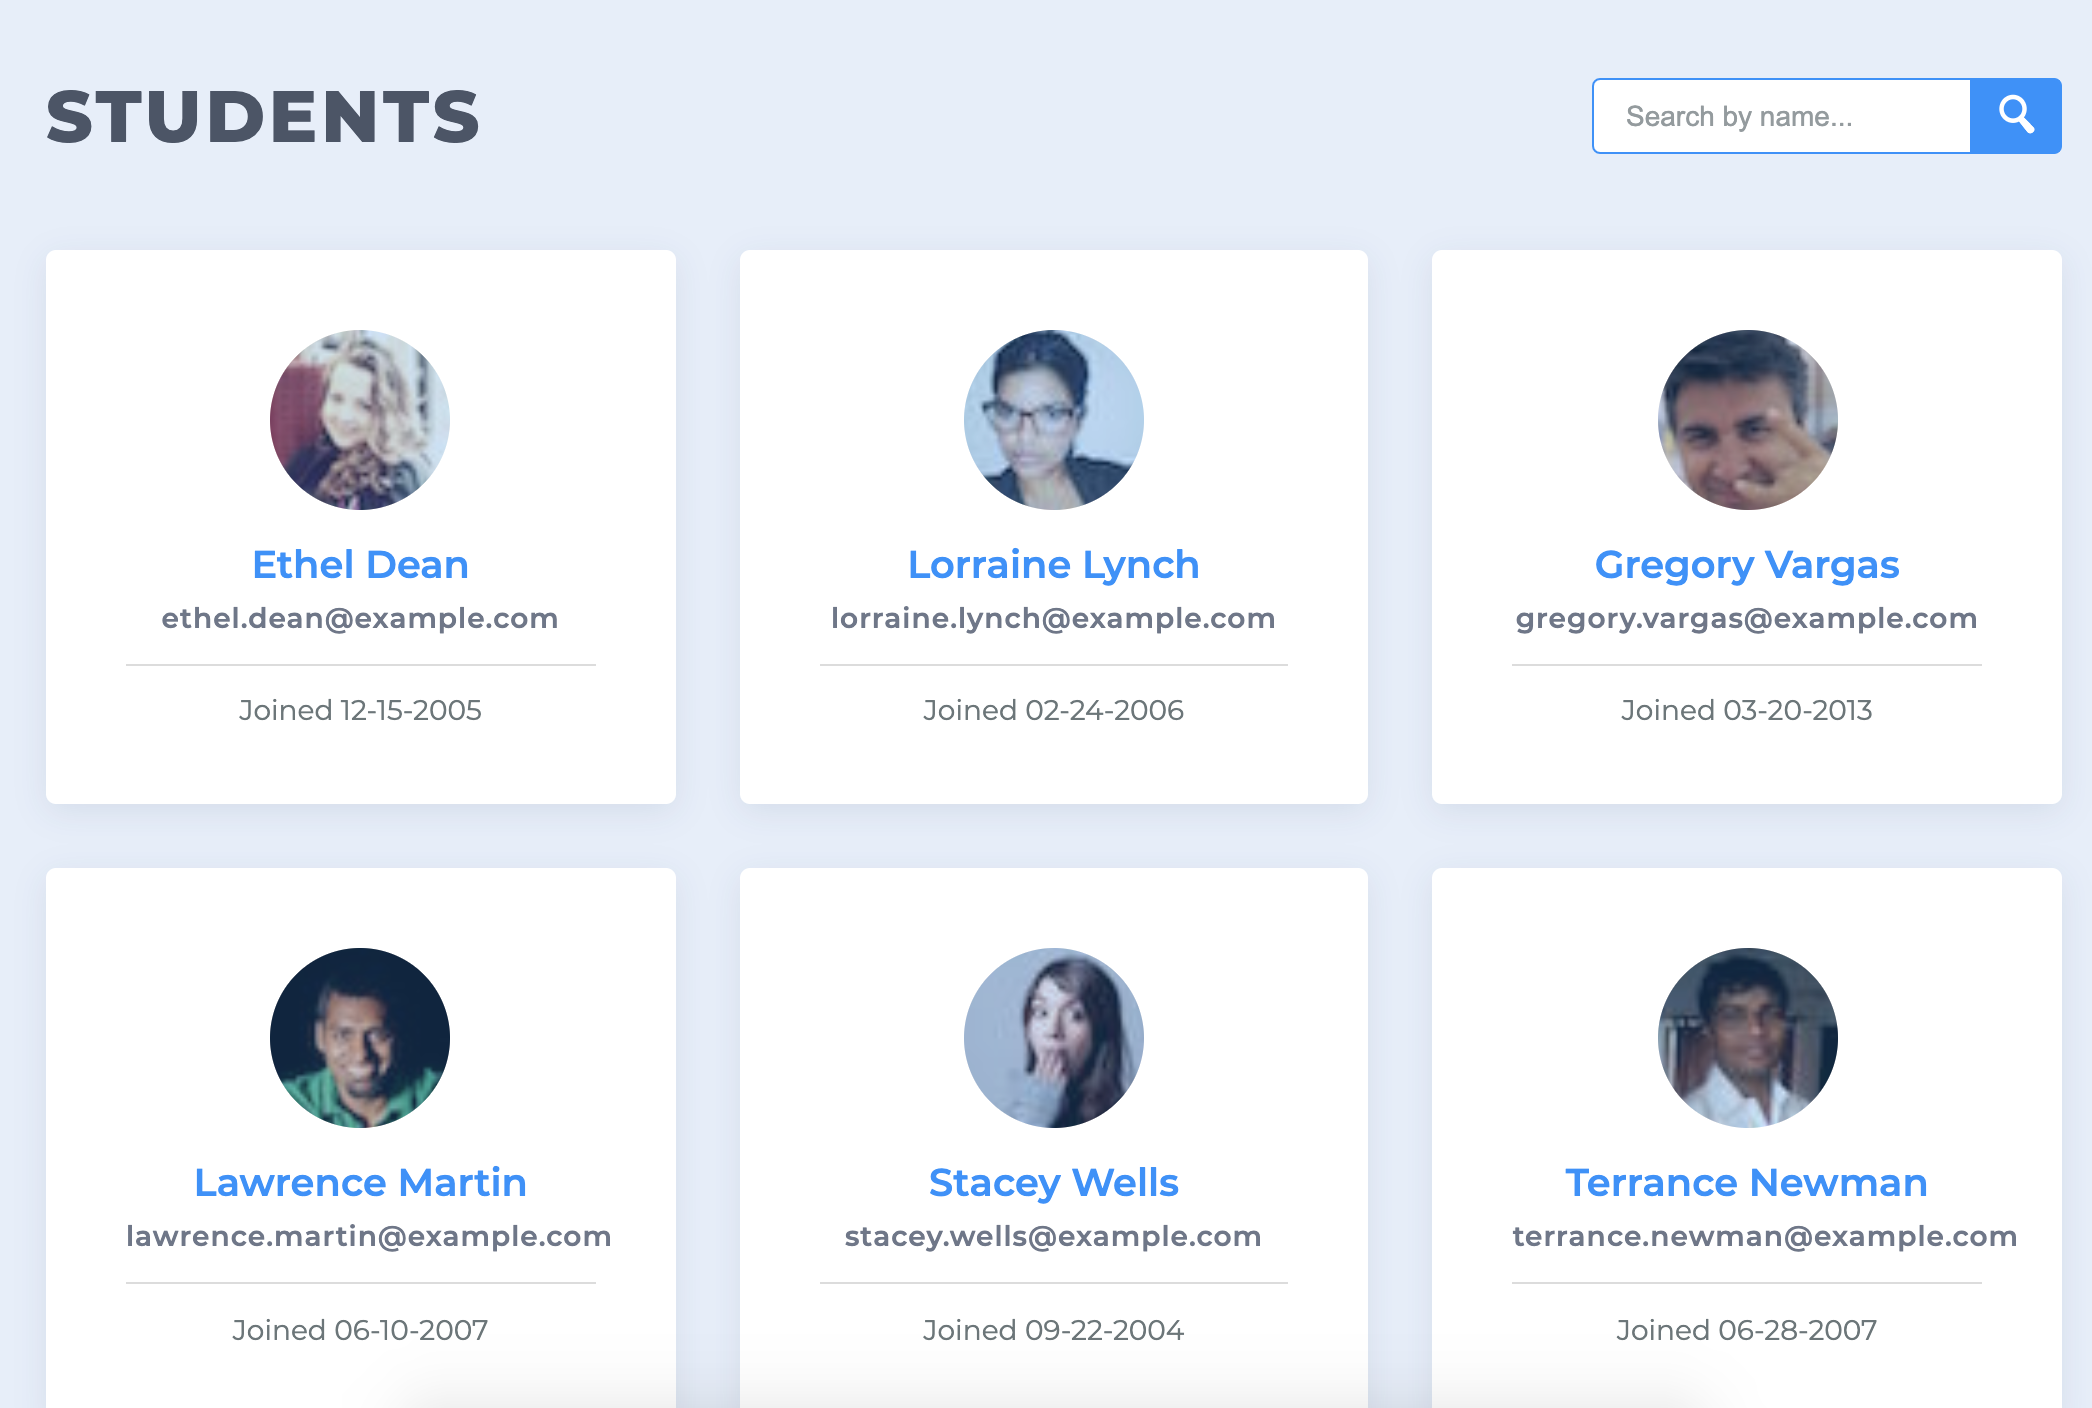 STUDENTS
Search by name...
Ethel Dean
ethel.dean@example.com
Joined 12-15-2005
Lorraine Lynch
lorraine.lynch@example.com
Joined 02-24-2006
Gregory Vargas
gregory.vargas@example.com
Joined 03-20-2013
Lawrence Martin
lawrence.martin@example.com
Joined 06-10-2007
Stacey Wells
stacey.wells@example.com
Joined 09-22-2004
Terrance Newman
terrance.newman@example.com
Joined 06-28-2007